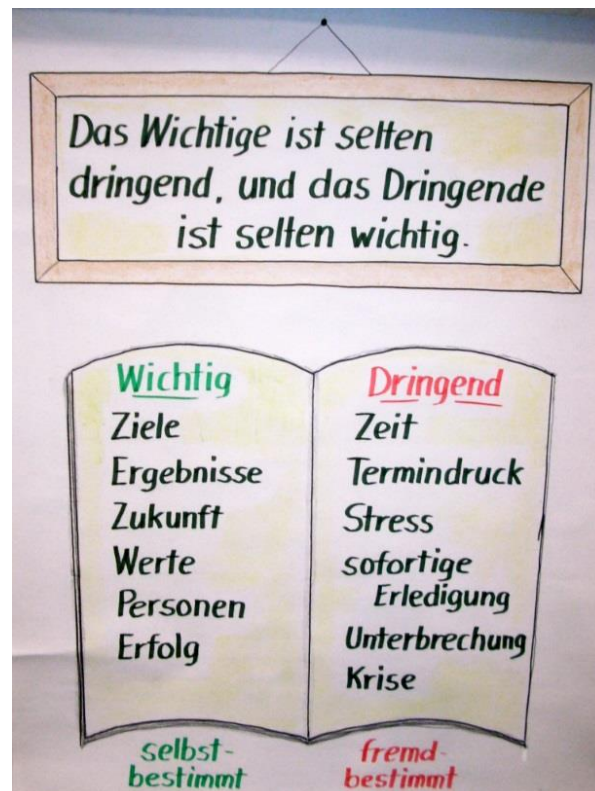 Das Wichtige ist selten
dringend, und das Dringende
ist selten wichtig.
Wichtig
Ziele
Ergebnisse
Zukunft
Werte
Personen
Erfolg
selbst-
bestimmt
Dringend
Zeit
Termindruck
Stress
sofortige
Erledigung
Unterbrechung
Krise
fremd-
bestimmt